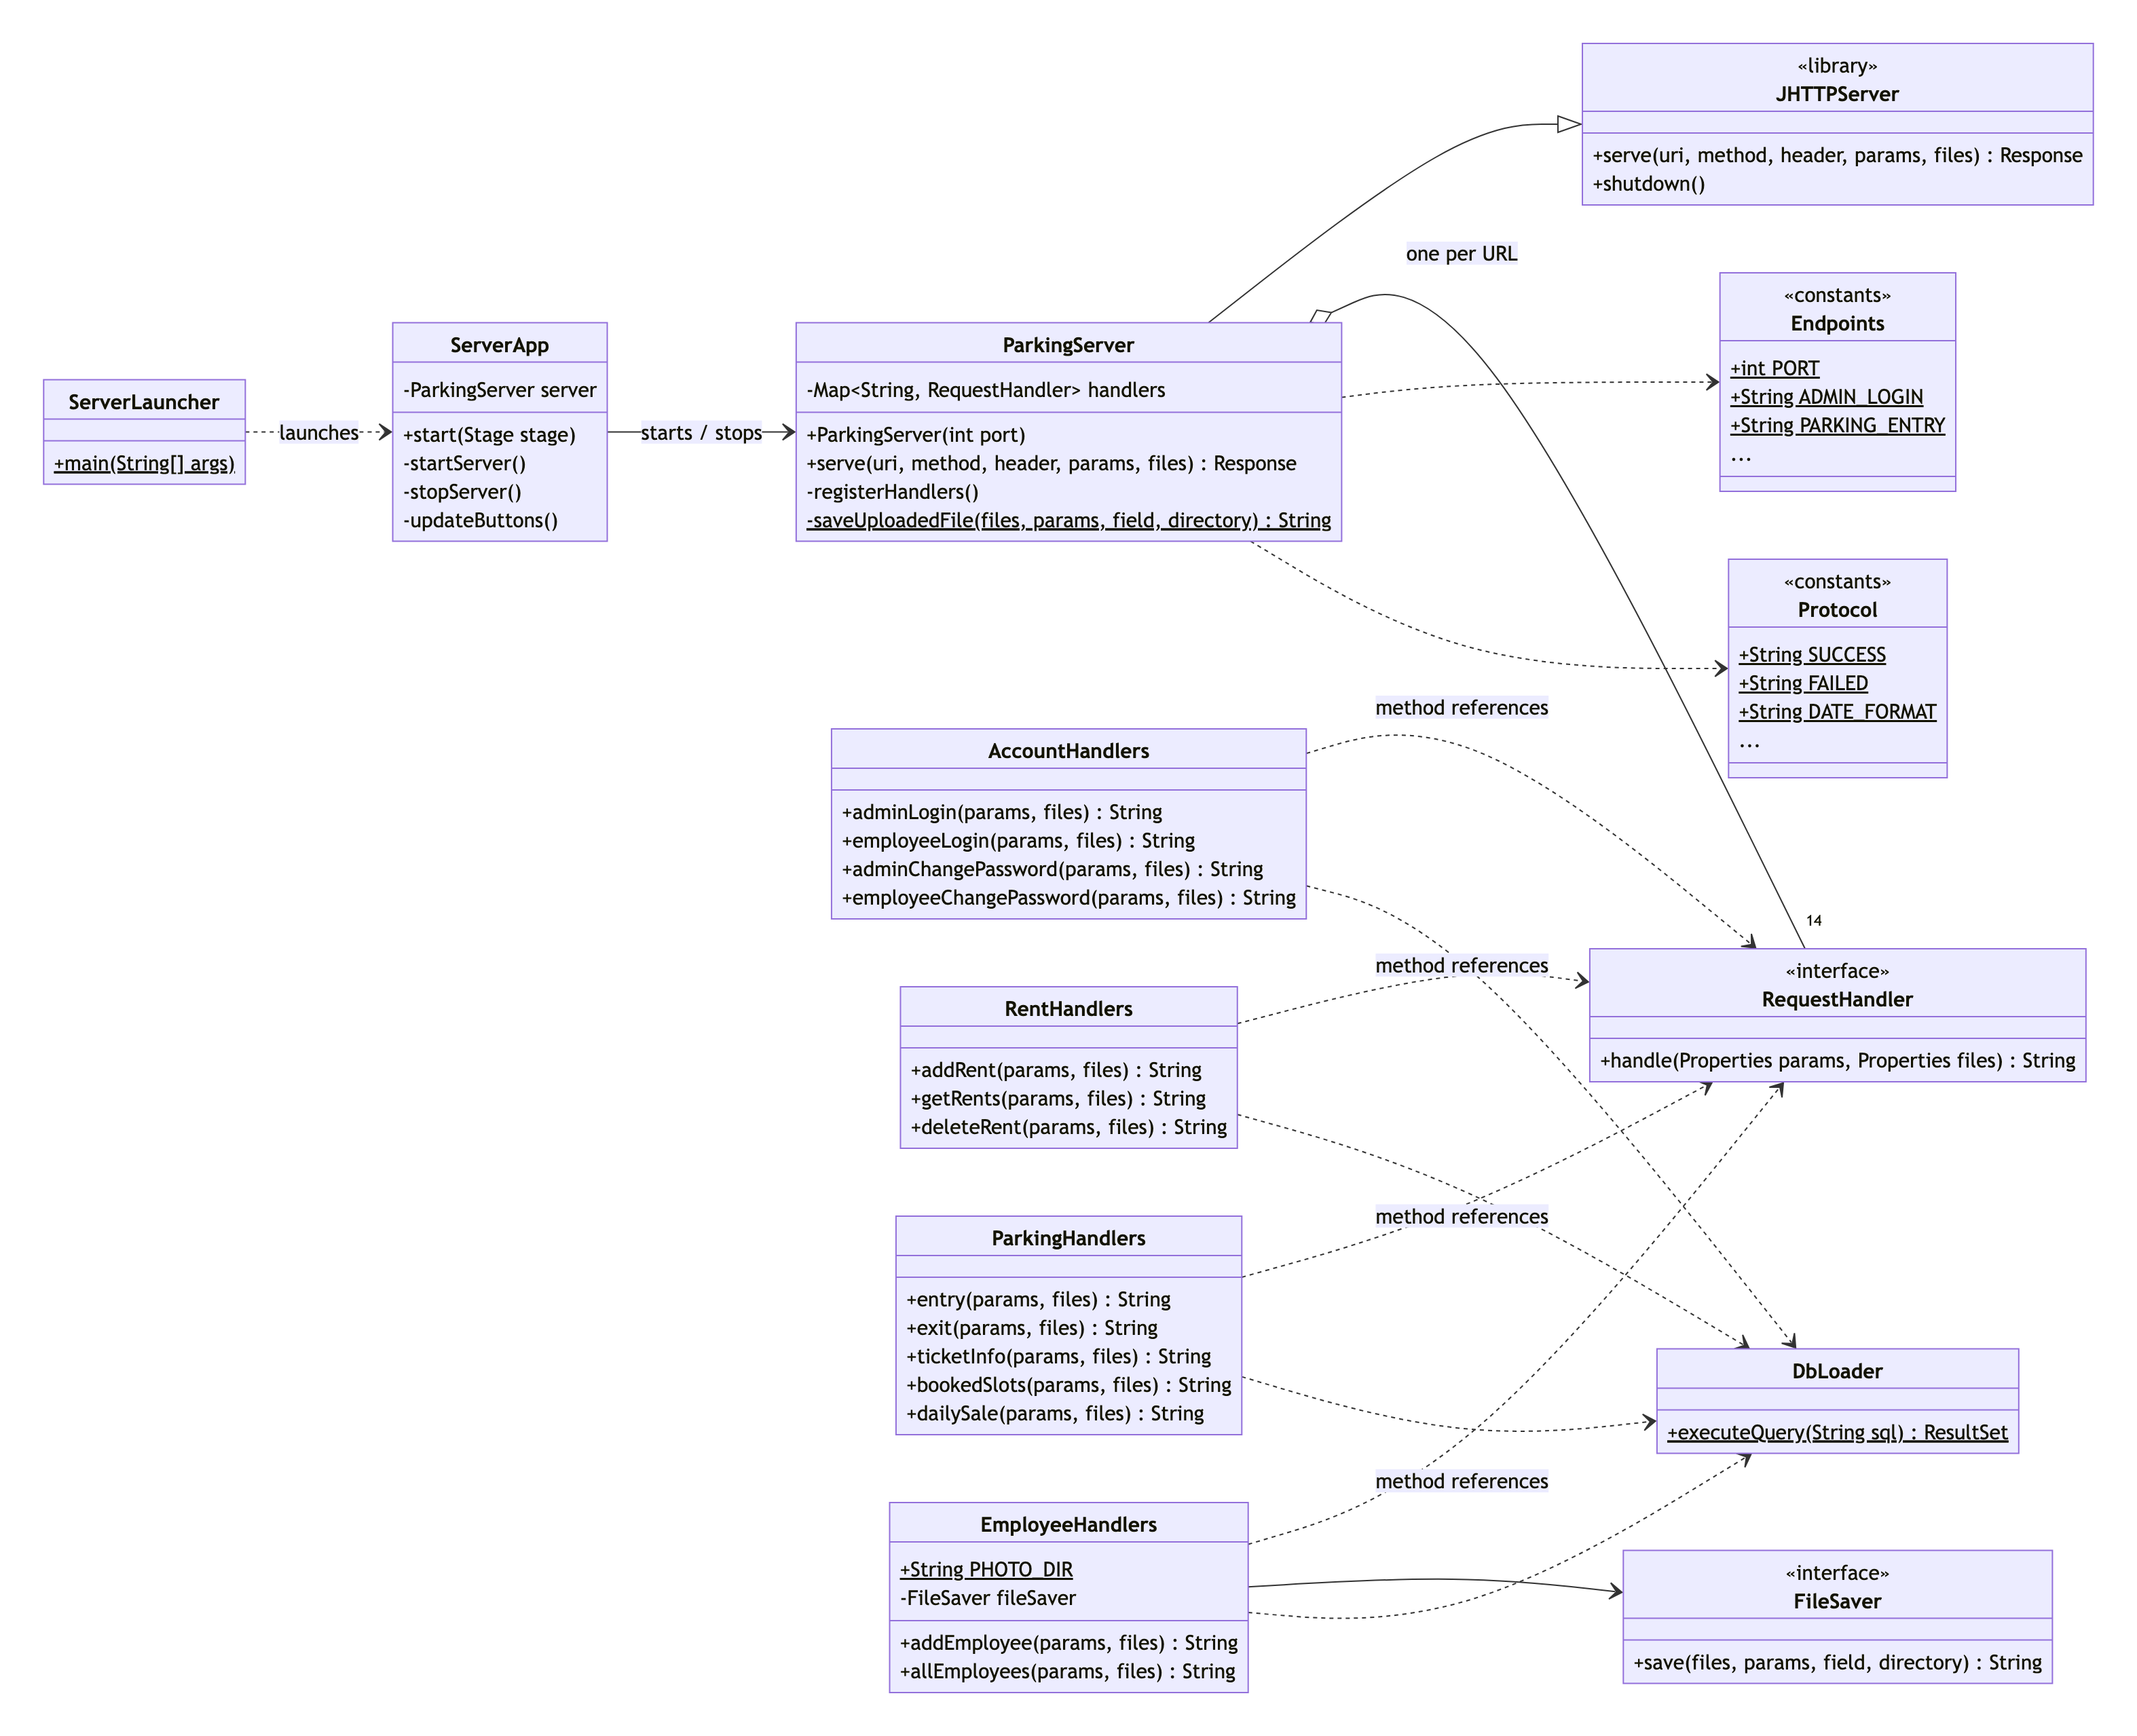 «library»
JHTTPServer
+serve(uri, method, header, params, files) : Response
+shutdown()
one per URL
«constants»
Endpoints
+int PORT
+String ADMIN_LOGIN
+String PARKING_ENTRY
...
ServerLauncher
+main(String[] args)
launches
ServerApp
-ParkingServer server
+start(Stage stage)
-startServer()
-stopServer()
-updateButtons()
starts / stops
ParkingServer
-Map<String, RequestHandler> handlers
+ParkingServer(int port)
+serve(uri, method, header, params, files) : Response
-registerHandlers()
-saveUploadedFile(files, params, field, directory) : String
«constants»
Protocol
+String SUCCESS
+String FAILED
+String DATE_FORMAT
...
method references
AccountHandlers
+adminLogin(params, files) : String
+employeeLogin(params, files) : String
+adminChangePassword(params, files) : String
+employeeChangePassword(params, files) : String
14
method references
«interface»
RequestHandler
+handle(Properties params, Properties files) : String
RentHandlers
+addRent(params, files) : String
+getRents(params, files) : String
+deleteRent(params, files) : String
method references
ParkingHandlers
+entry(params, files) : String
+exit(params, files) : String
+ticketInfo(params, files) : String
+bookedSlots(params, files) : String
+dailySale(params, files) : String
DbLoader
+executeQuery(String sql) : ResultSet
method references
EmployeeHandlers
+String PHOTO_DIR
-FileSaver fileSaver
+addEmployee(params, files) : String
+allEmployees(params, files) : String
«interface»
FileSaver
+save(files, params, field, directory) : String